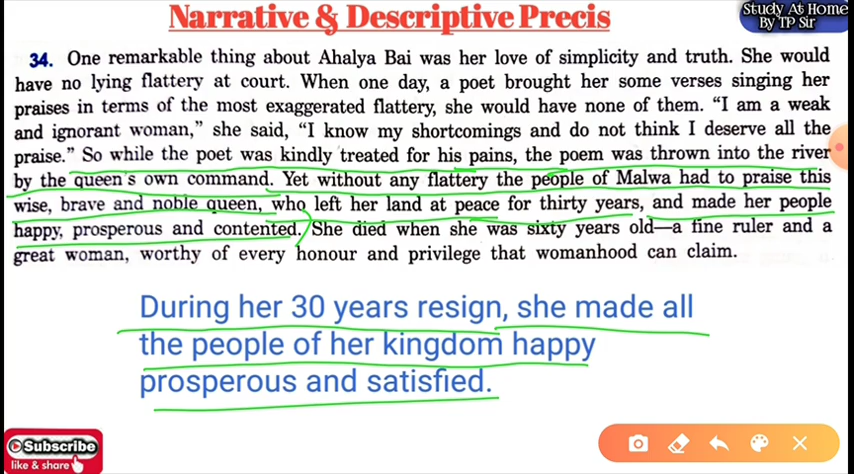 Narrative & Descriptive Precis
Study At Home
By TP Sir
34. One remarkable thing about Ahalya Bai was her love of simplicity and truth. She would
have no lying flattery at court. When one day, a poet brought her some verses singing her
praises in terms of the most exaggerated flattery, she would have none of them. “I am a weak
and ignorant woman,” she said, “I know my shortcomings and do not think I deserve all the
praise.” So while the poet was kindly treated for his pains, the poem was thrown into the river
by the queen's own command. Yet without any flattery the people of Malwa had to praise this
wise, brave and noble queen, who left her land at peace for thirty years, and made her people
happy, prosperous and contented. She died when she was sixty years old—a fine ruler and a
great woman, worthy of every honour and privilege that womanhood can claim.
During her 30 years resign, she made all
the people of her kingdom happy
prosperous and satisfied.
Subscribe
like & share